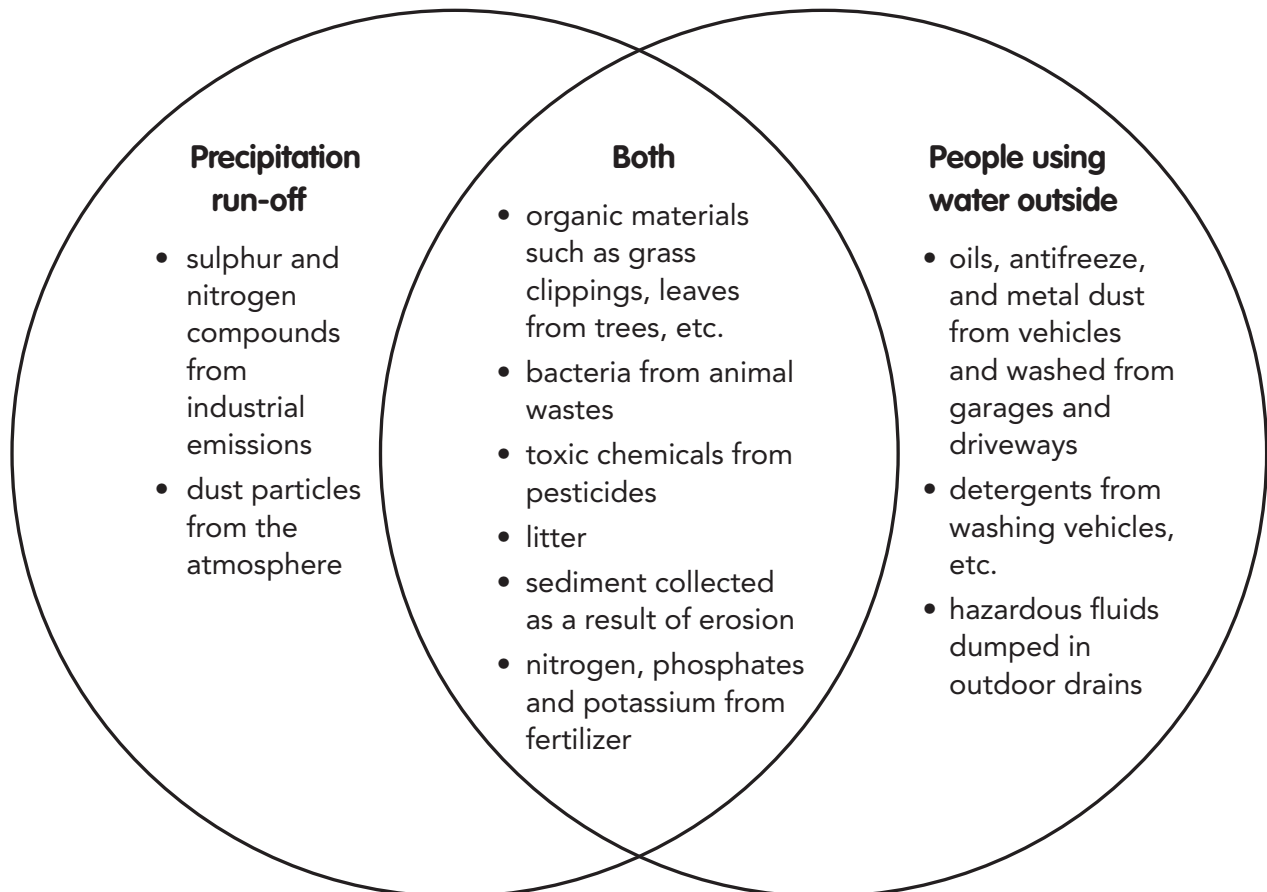 Precipitation
run-off
• sulphur and
nitrogen
compounds
from
industrial
emissions
• dust particles
from the
atmosphere
Both
• organic materials
such as grass
clippings, leaves
from trees, etc.
• bacteria from animal
wastes
• toxic chemicals from
pesticides
• litter
• sediment collected
as a result of erosion
• nitrogen, phosphates
and potassium from
fertilizer
People using
water outside
• oils, antifreeze,
and metal dust
from vehicles
and washed from
garages and
driveways
• detergents from
washing vehicles,
etc.
• hazardous fluids
dumped in
outdoor drains